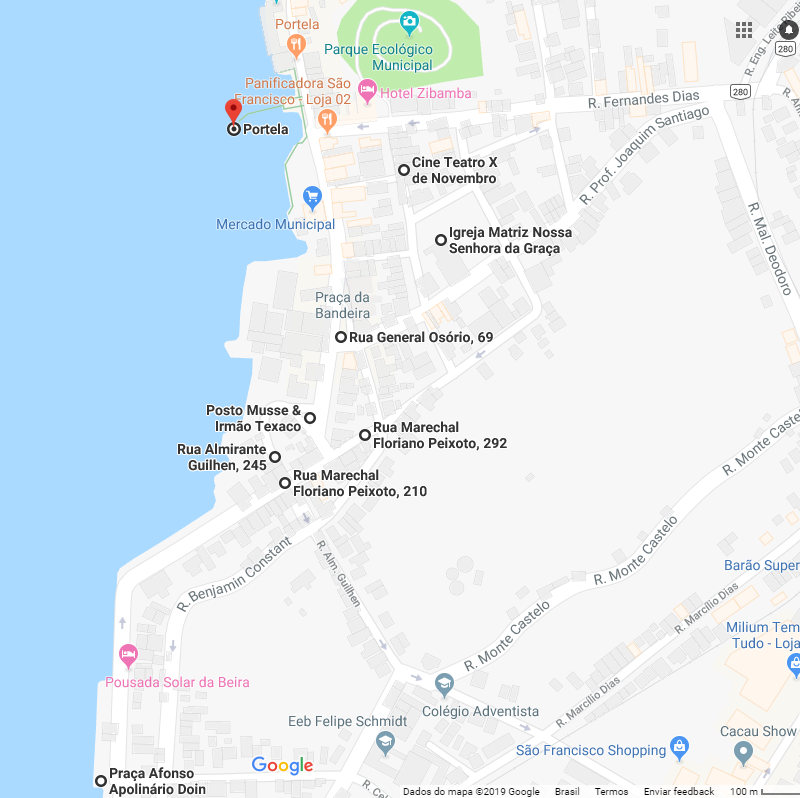 Portela
Parque Ecológico
Municipal
R. Eng. Leite Ribei
280
Panificadora São
Francisco - Loja 02
Hotel Zibamba
280
R. Fernandes Dias
Portela
R. Prof. Joaquim Santiago
Cine Teatro X
de Novembro
Mercado Municipal
Igreja Matriz Nossa
Senhora da Graça
R. Mal. Deodoro
Praça da
Bandeira
Rua General Osório, 69
Posto Musse &
Irmão Texaco
Rua Marechal
Floriano Peixoto, 292
Rua Almirante
Guilhen, 245
Rua Marechal
Floriano Peixoto, 210
R. Monte Castelo
R. Benjamin Constant
R. Alm. Guilhen
R. Monte Castelo
Barão Super
R. Marcílio Dias
R. Monte Castelo
Milium Tem
Tudo - Loja
Pousada Solar da Beira
Colégio Adventista
R. Marcílio Dias
Eeb Felipe Schmidt
Cacau Show
São Francisco Shopping
Google
Praça Afonso
Apolinário Doin
R. Cel
Dados do mapa ©2019 Google Brasil Termos Enviar feedback 100 m